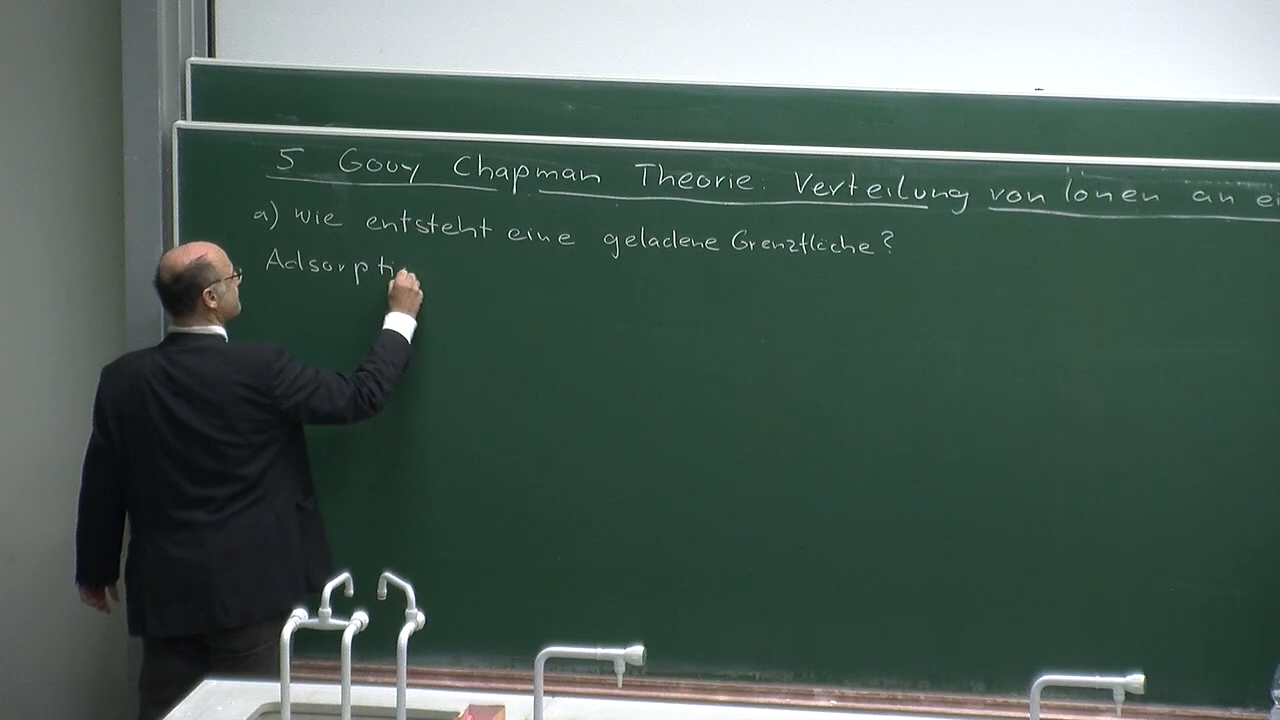 5 Gouy Chapman Theorie: Verteilung von Ionen an ei
a) wie entsteht eine geladene Grenzfläche?
Adsorpti